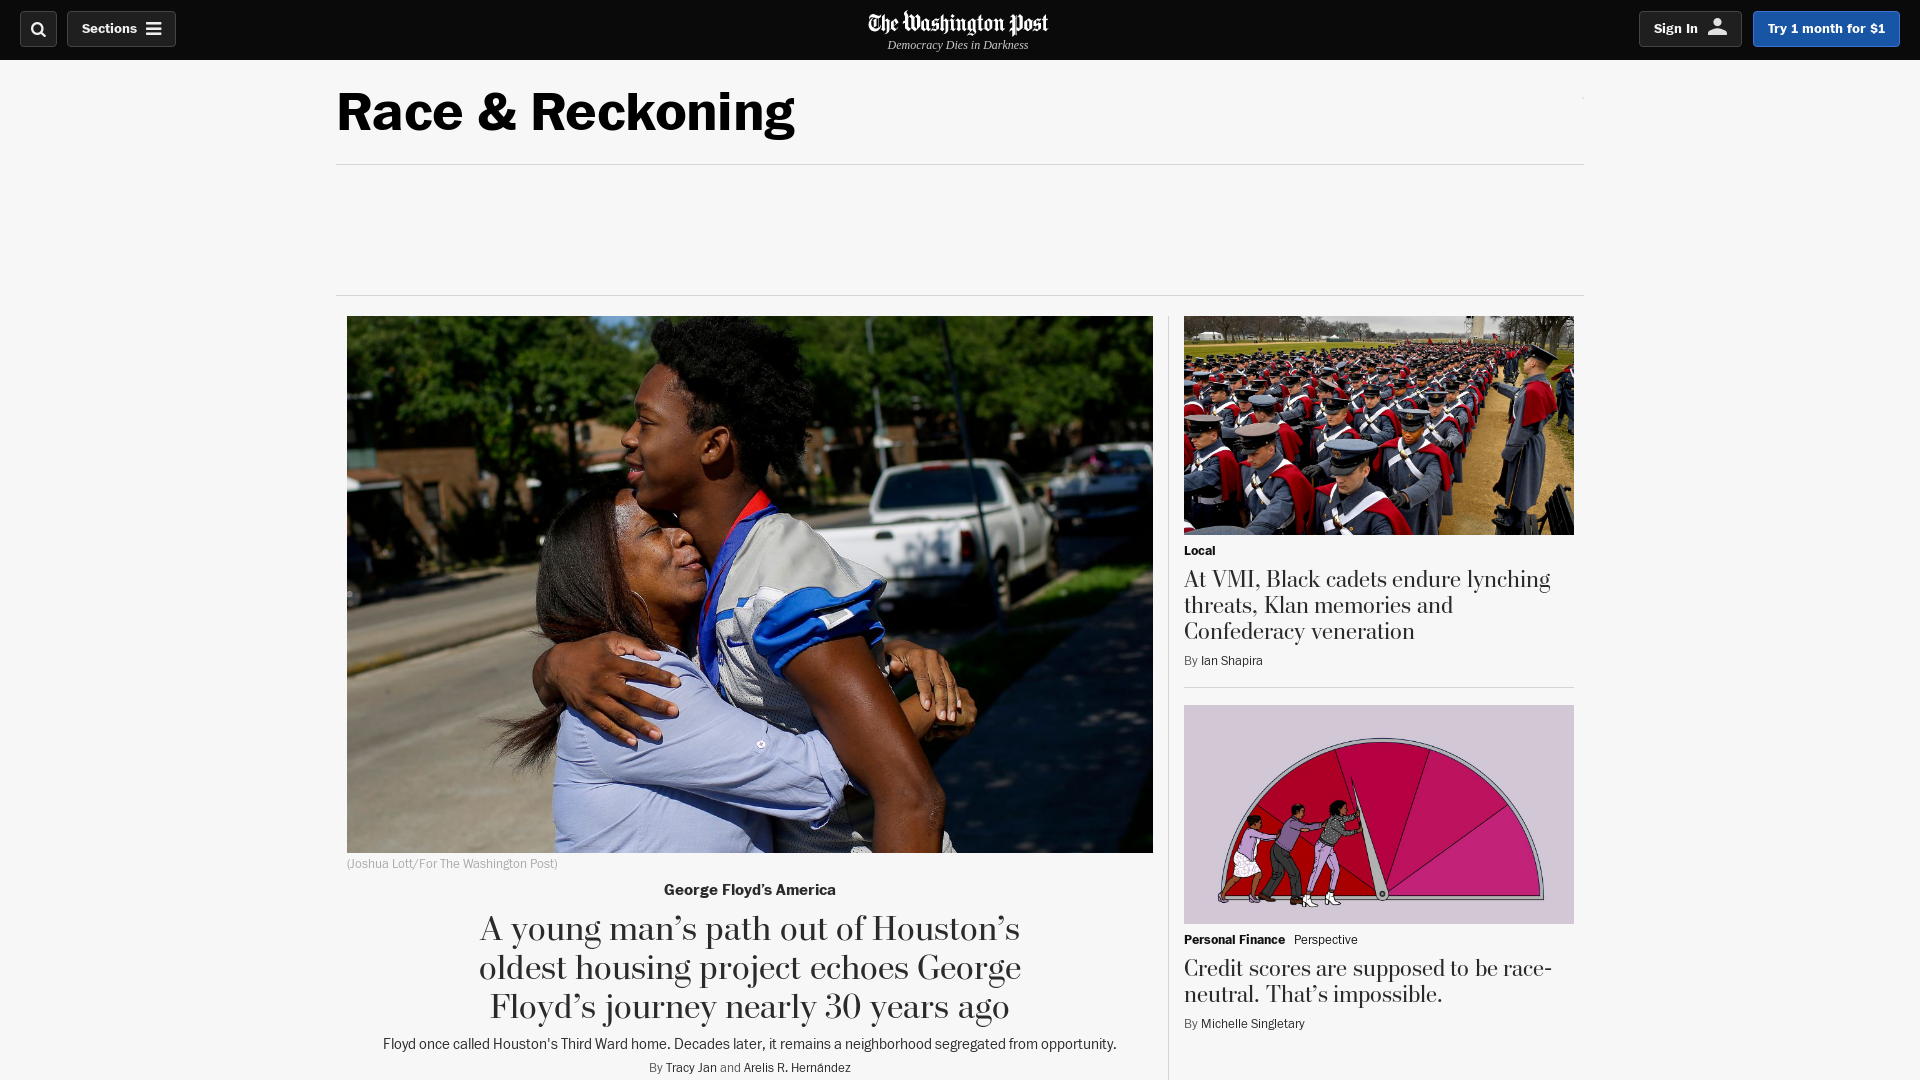 Sections
The Washington Post
Democracy Dies in Darkness
Sign In
Try 1 month for $1
Race & Reckoning
(Joshua Lott/For The Washington Post)
George Floyd’s America
A young man’s path out of Houston’s
oldest housing project echoes George
Floyd’s journey nearly 30 years ago
Floyd once called Houston's Third Ward home. Decades later, it remains a neighborhood segregated from opportunity.
By Tracy Jan and Arelis R. Hernández
Local
At VMI, Black cadets endure lynching
threats, Klan memories and
Confederacy veneration
By Ian Shapira
Personal Finance Perspective
Credit scores are supposed to be race-
neutral. That’s impossible.
By Michelle Singletary